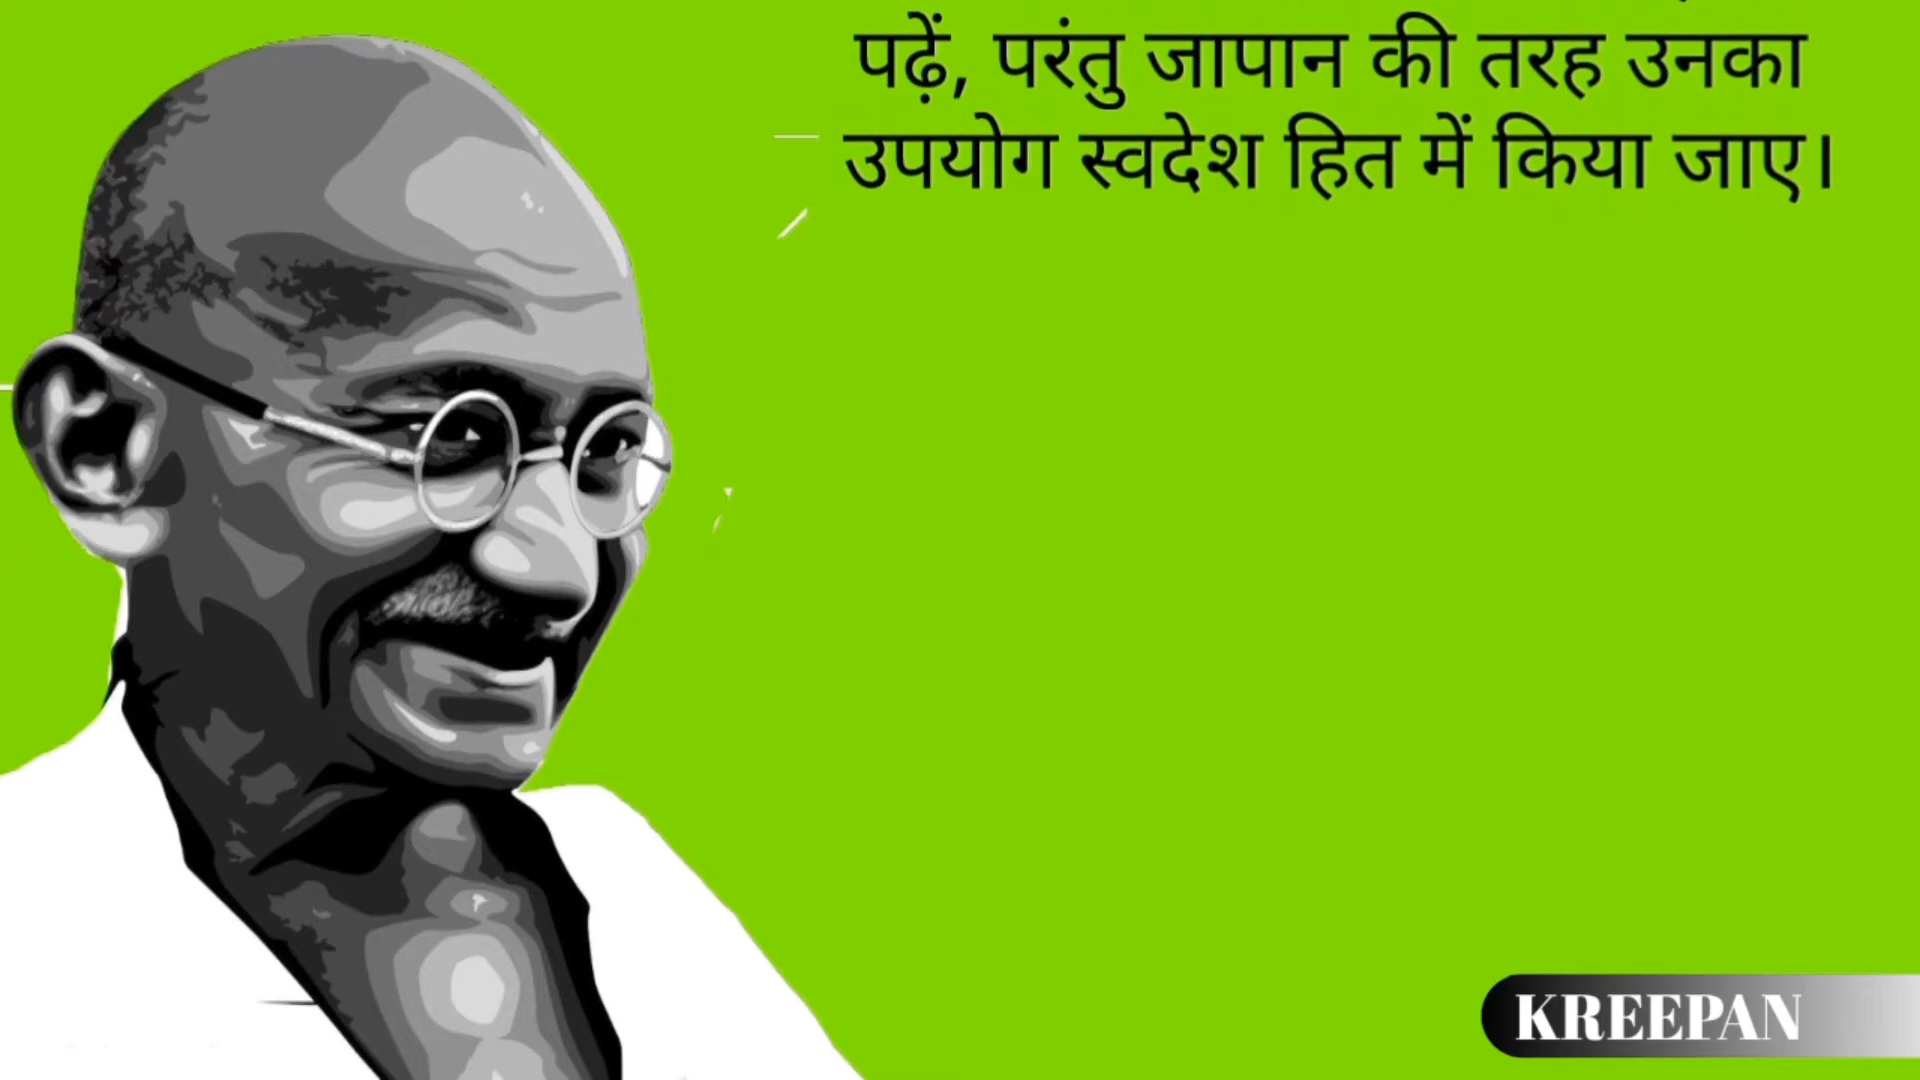 पढ़ें, परंतु जापान की तरह उनका
उपयोग स्वदेश हित में किया जाए।
KREEPAN